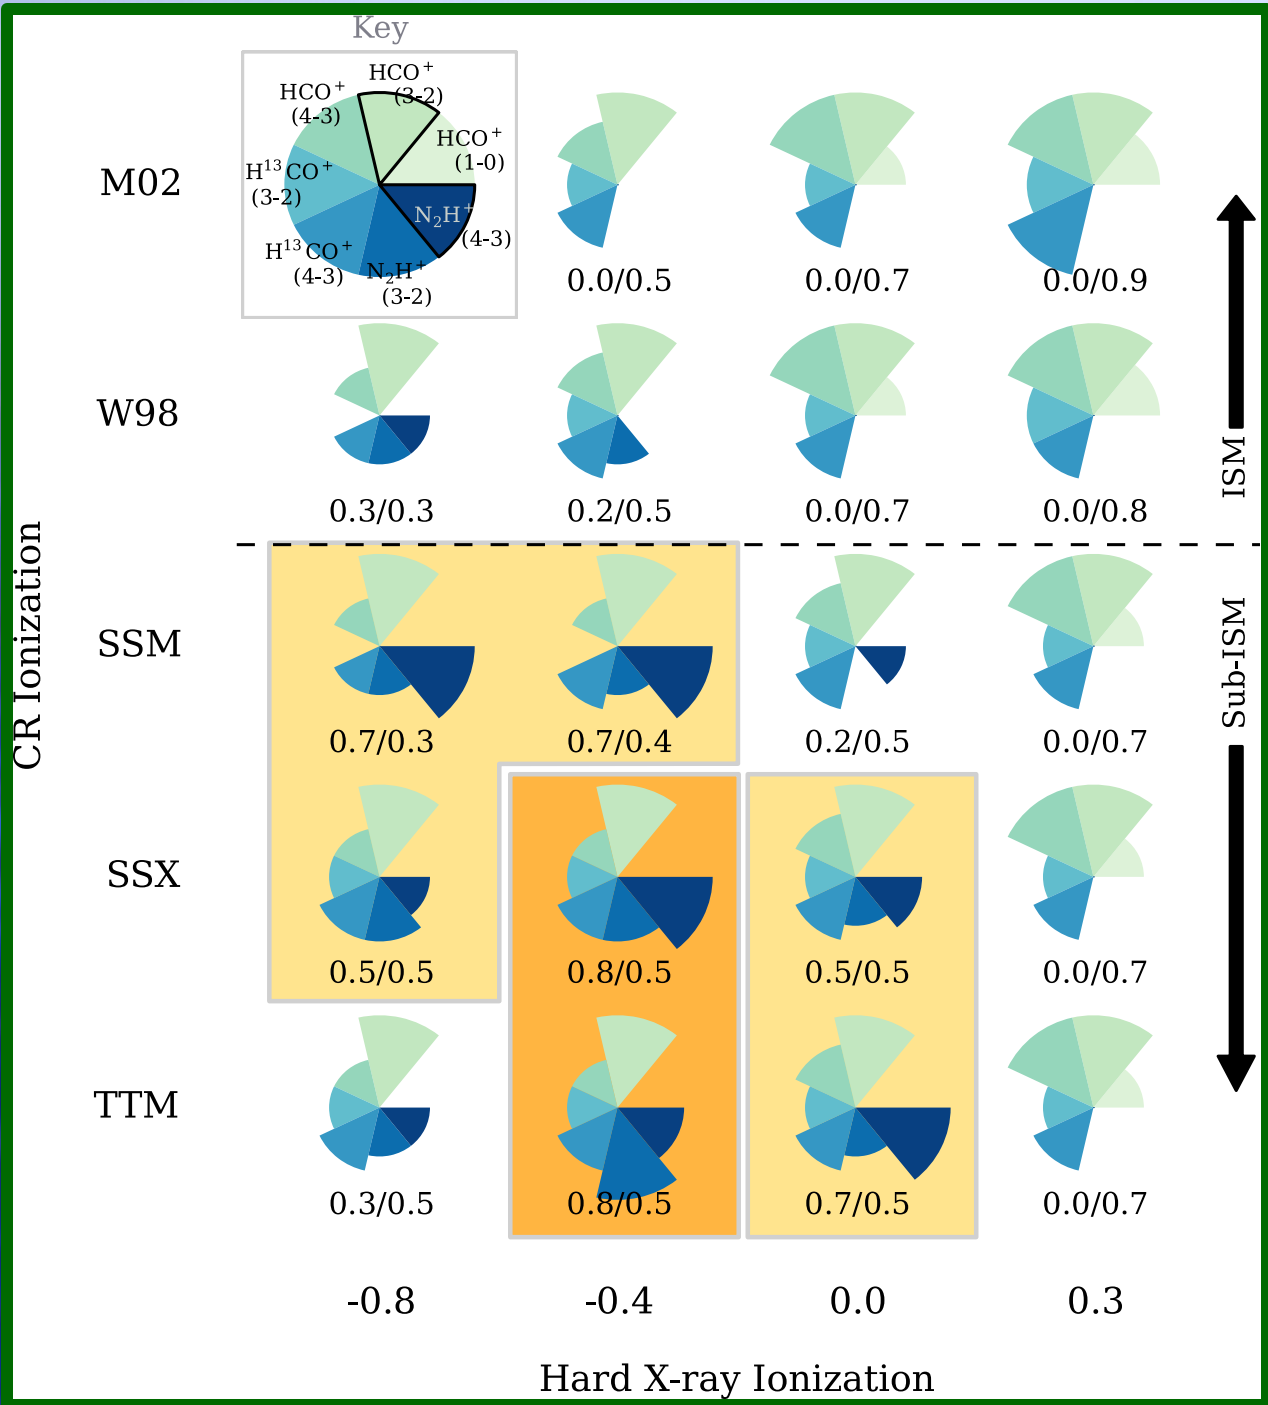 Key
HCO+
(3-2)
HCO+
(4-3)
HCO+
(1-0)
H13CO+
(3-2)
N2H+
(4-3)
H13CO+
(4-3)
N2H+
(3-2)
M02
0.0/0.5
0.0/0.7
0.0/0.9
W98
0.3/0.3
0.2/0.5
0.0/0.7
0.0/0.8
ISM
CR Ionization
Sub-ISM
SSM
0.7/0.3
0.7/0.4
0.2/0.5
0.0/0.7
SSX
0.5/0.5
0.8/0.5
0.5/0.5
0.0/0.7
TTM
0.3/0.5
0.8/0.5
0.7/0.5
0.0/0.7
-0.8
-0.4
0.0
0.3
Hard X-ray Ionization